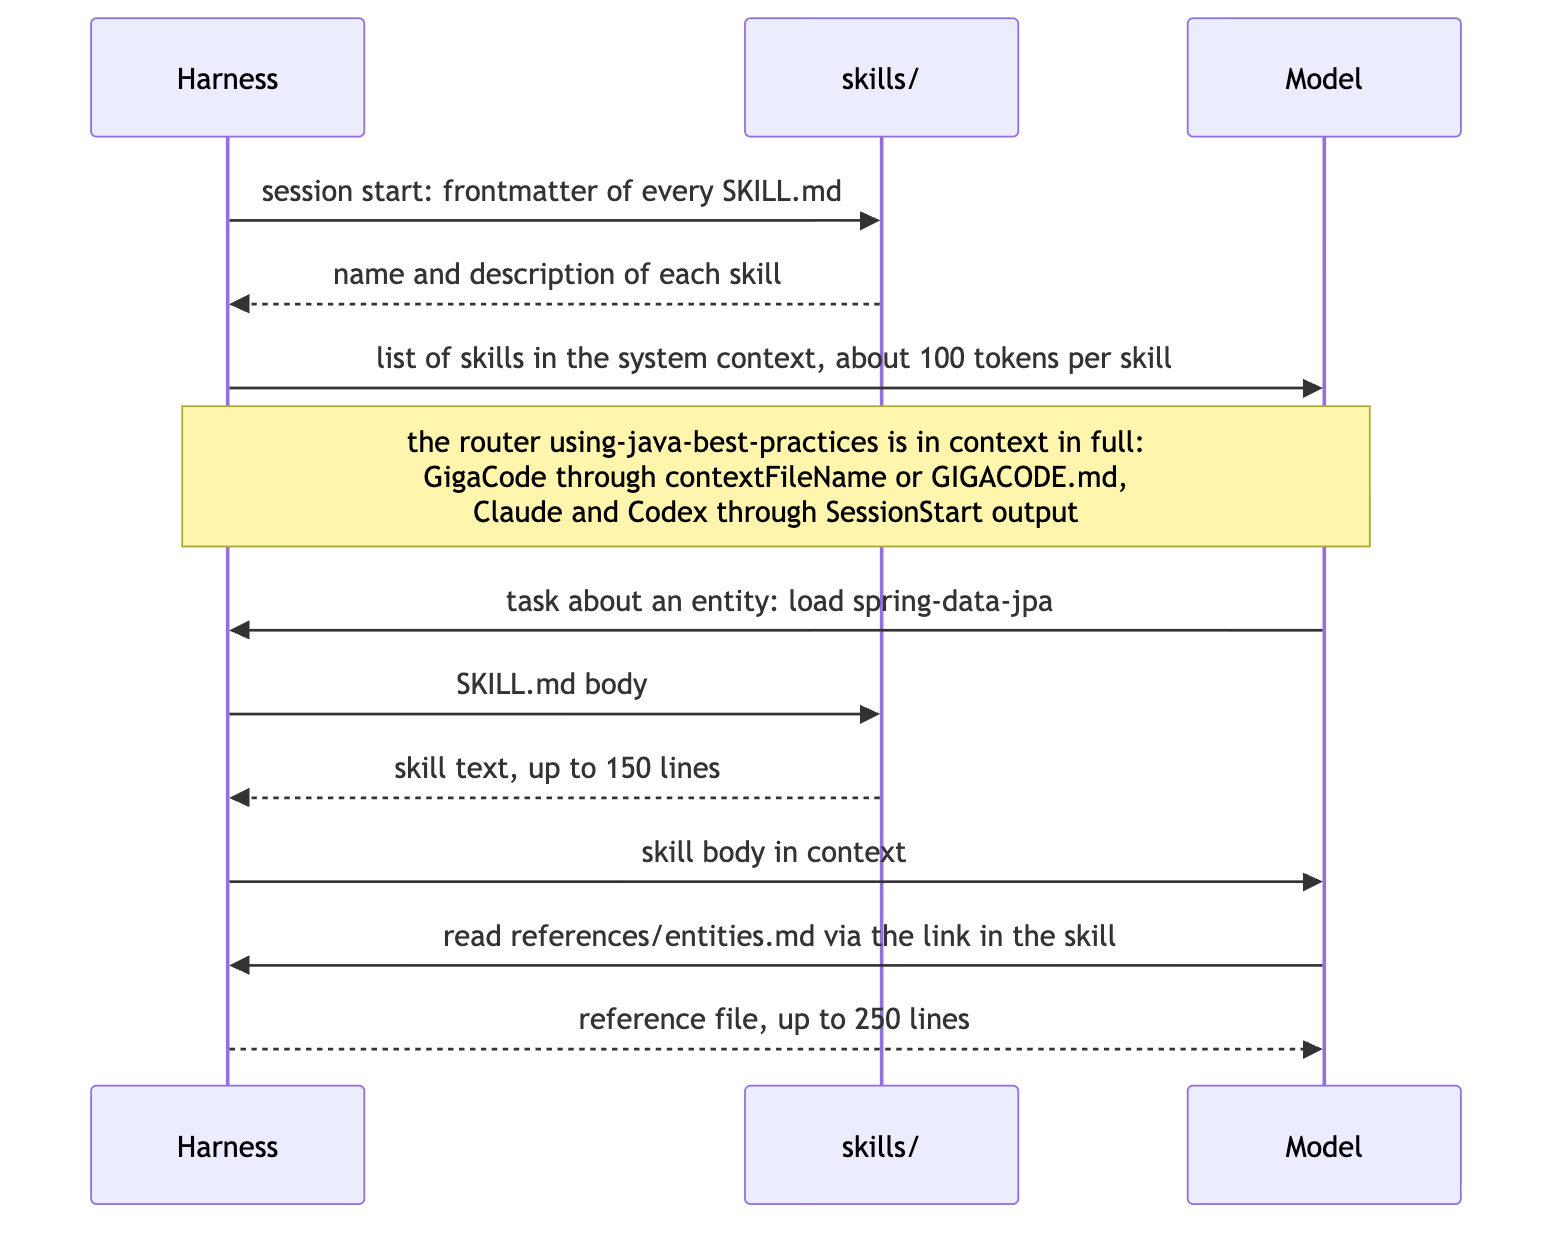 Harness
skills/
Model
session start: frontmatter of every SKILL.md
name and description of each skill
list of skills in the system context, about 100 tokens per skill
the router using-java-best-practices is in context in full:
GigaCode through contextFileName or GIGACODE.md,
Claude and Codex through SessionStart output
task about an entity: load spring-data-jpa
SKILL.md body
skill text, up to 150 lines
skill body in context
read references/entities.md via the link in the skill
reference file, up to 250 lines
Harness
skills/
Model